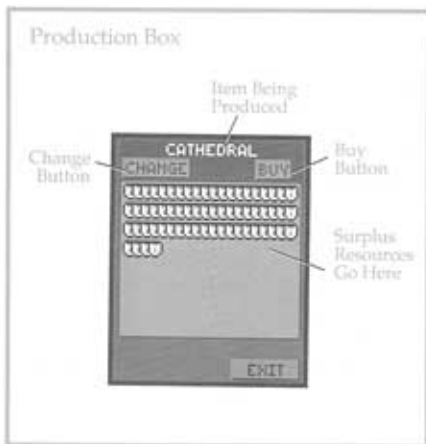 Production Box
Item Being
Produced
Change
Button
Buy
Button
CATHEDRAL
CHANGE
BUY
Surplus
Resources
Go Here
EXIT